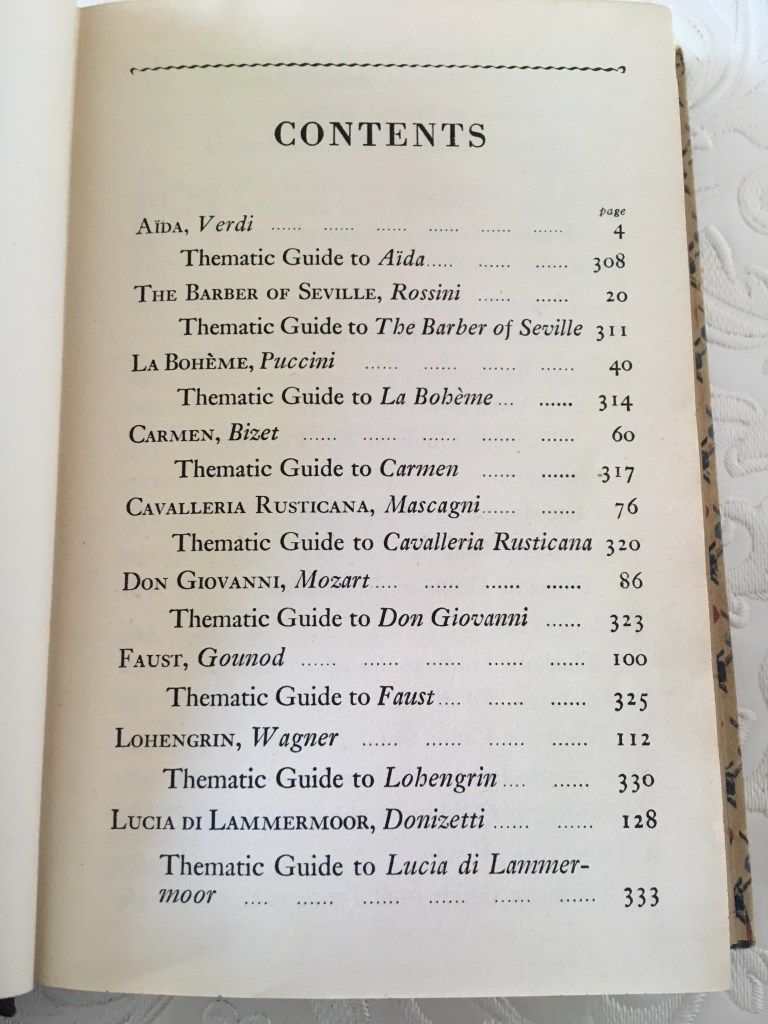 CONTENTS
page
AÏDA, Verdi ...... ...... ...... ...... ...... ...... 4
Thematic Guide to Aïda..... ...... ...... 308
THE BARBER OF SEVILLE, Rossini ...... ...... 20
Thematic Guide to The Barber of Seville 311
LA BOHÈME, Puccini ...... ...... ...... ...... 40
Thematic Guide to La Bohème ... ...... 314
CARMEN, Bizet ...... ...... ...... ...... ...... 60
Thematic Guide to Carmen ...... ...... 317
CAVALLERIA RUSTICANA, Mascagni...... ...... 76
Thematic Guide to Cavalleria Rusticana 320
DON GIOVANNI, Mozart .... ...... ...... ...... 86
Thematic Guide to Don Giovanni ...... 323
FAUST, Gounod ...... ...... ...... ...... ...... 100
Thematic Guide to Faust .... ...... ...... 325
LOHENGRIN, Wagner ...... ...... ...... ...... 112
Thematic Guide to Lohengrin .... ...... 330
LUCIA DI LAMMERMOOR, Donizetti ...... ...... 128
Thematic Guide to Lucia di Lammer-
moor .... ...... ...... ...... ...... ...... 333